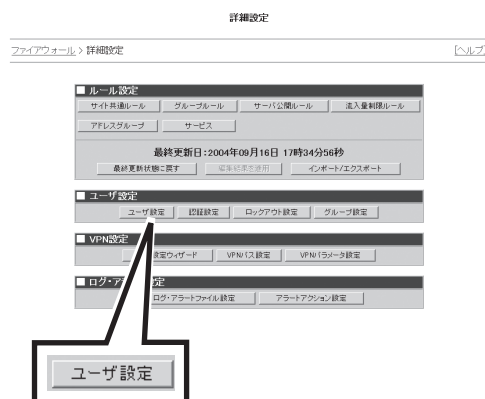 詳細設定
ファイアウォール > 詳細設定 [ヘルプ]
■ ルール設定
サイト共通ルール グループルール サーバ公開ルール 流入量制限ルール
アドレスグループ サービス
最終更新日:2004年09月16日 17時34分56秒
最終更新状態に戻す 編集結果を適用 インポート/エクスポート
■ ユーザ設定
ユーザ設定 認証設定 ロックアウト設定 グループ設定
■ VPN設定
設定ウィザード VPNパス設定 VPNパラメータ設定
■ ログ・ア 定
ログ・アラートファイル設定 アラートアクション設定
ユーザ設定